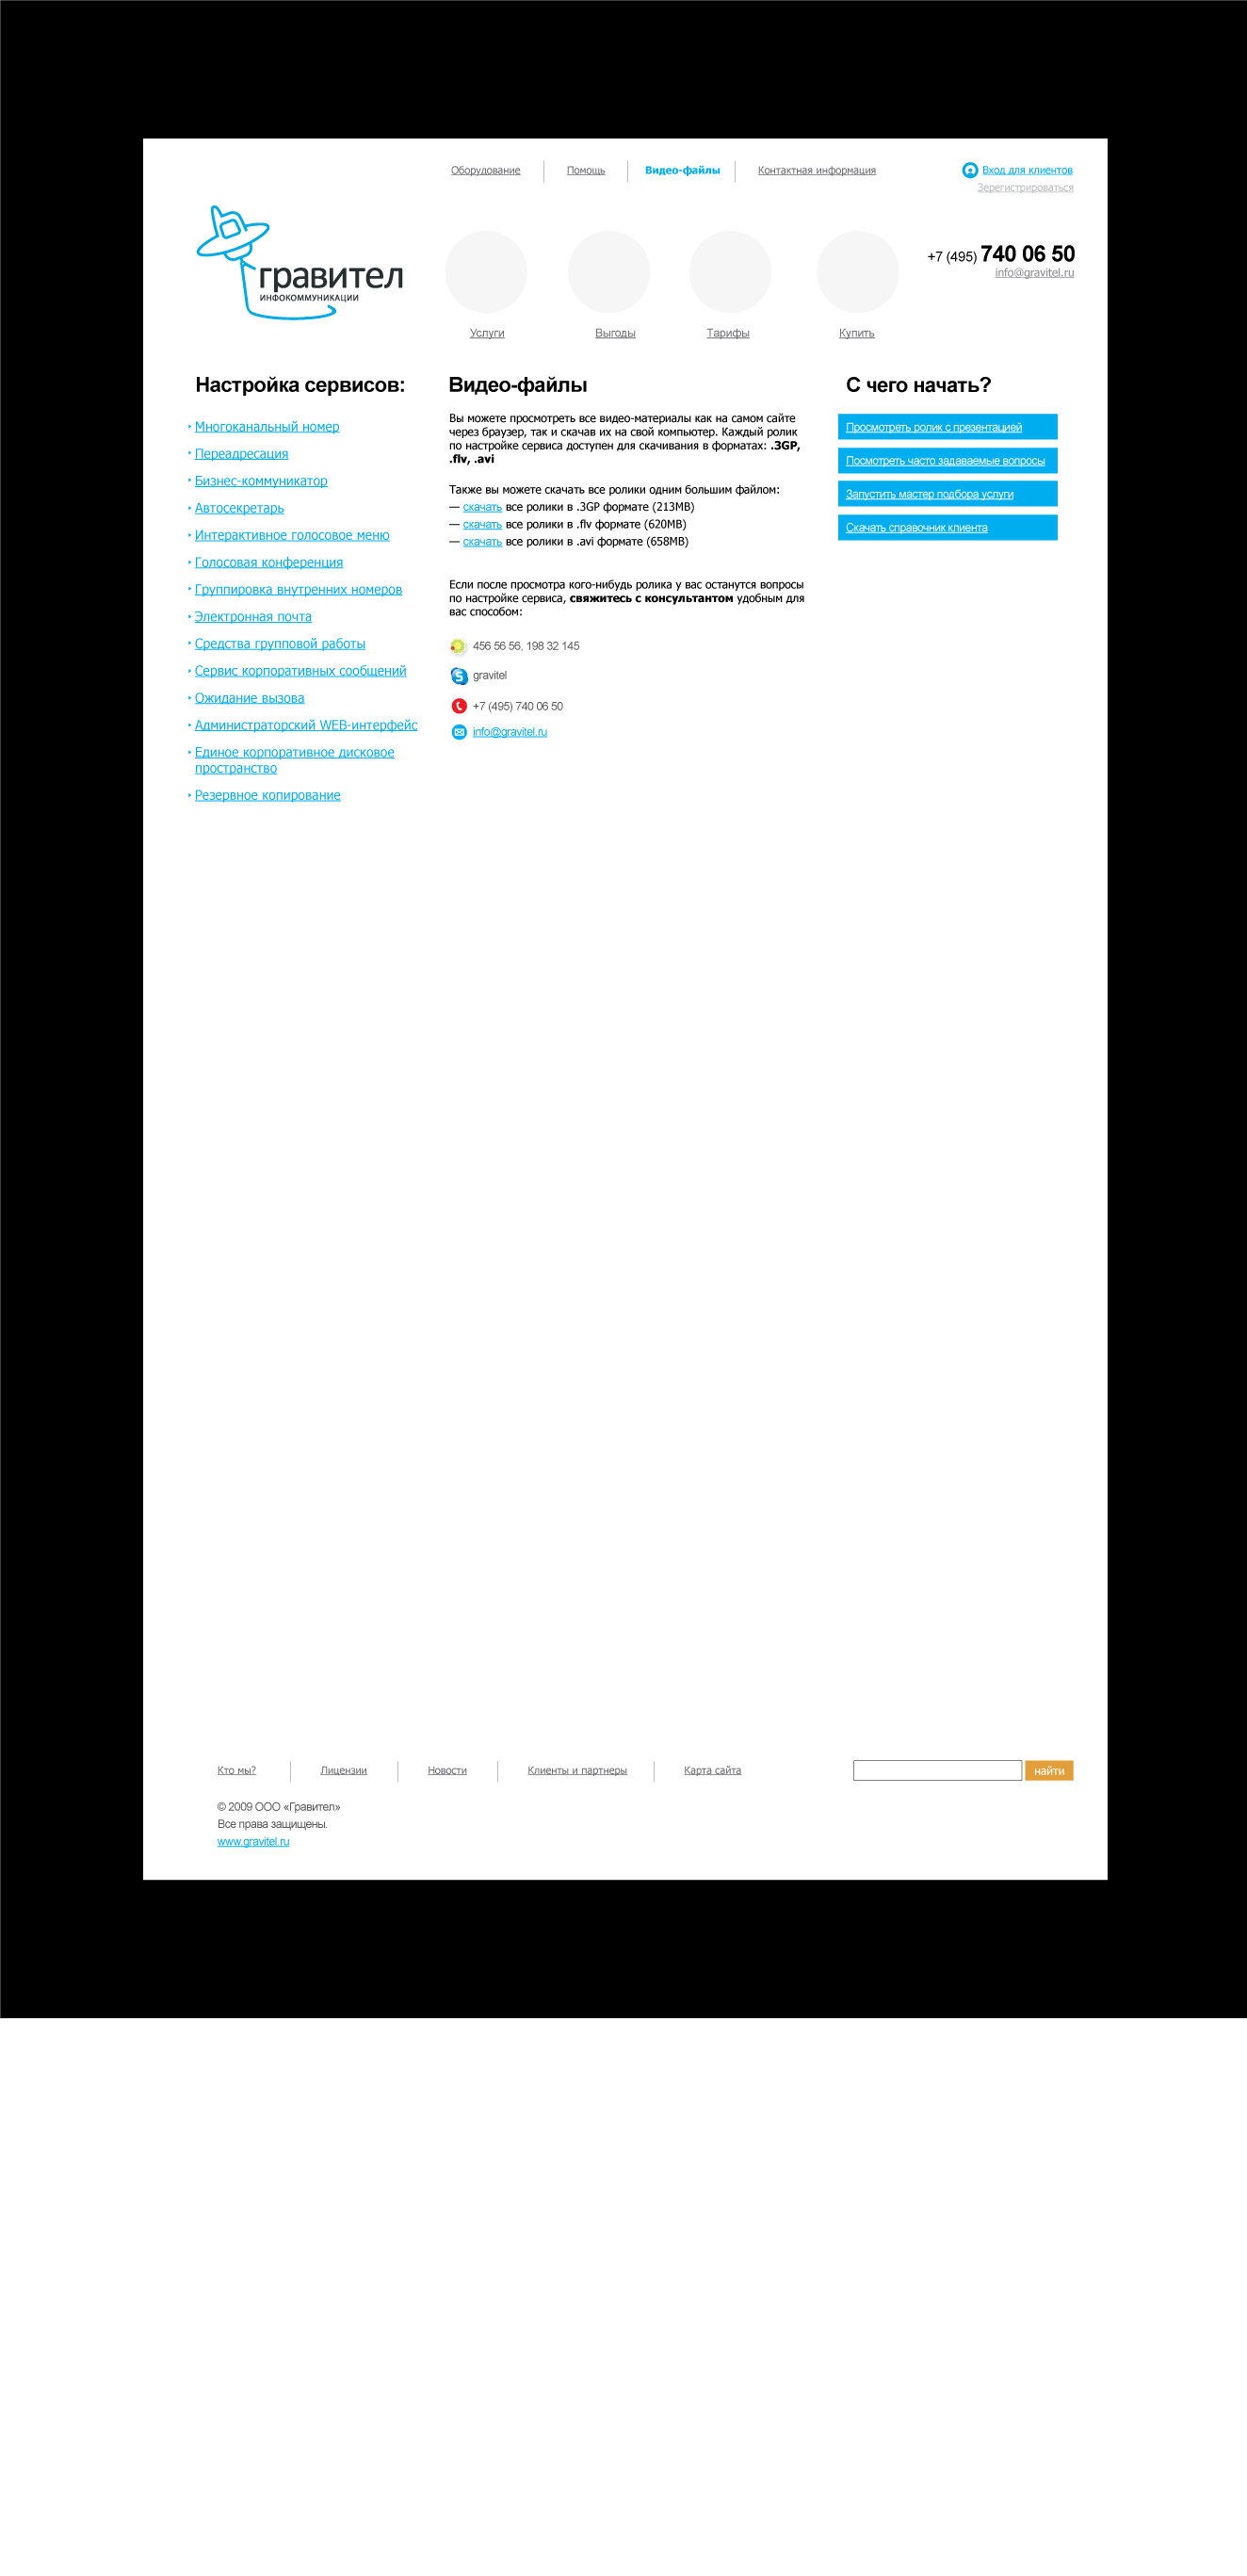 Оборудование
Помощь
Видео-файлы
Контактная информация
Вход для клиентов
Зерегистрироваться
гравител
ИНФОКОММУНИКАЦИИ
+7 (495) 740 06 50
info@gravitel.ru
Услуги
Выгоды
Тарифы
Купить
Настройка сервисов:
Многоканальный номер
Переадресация
Бизнес-коммуникатор
Автосекретарь
Интерактивное голосовое меню
Голосовая конференция
Группировка внутренних номеров
Электронная почта
Средства групповой работы
Сервис корпоративных сообщений
Ожидание вызова
Администраторский WEB-интерфейс
Единое корпоративное дисковое
пространство
Резервное копирование
Видео-файлы
Вы можете просмотреть все видео-материалы как на самом сайте
через браузер, так и скачав их на свой компьютер. Каждый ролик
по настройке сервиса доступен для скачивания в форматах: .3GP,
.flv, .avi
Также вы можете скачать все ролики одним большим файлом:
— скачать все ролики в .3GP формате (213MB)
— скачать все ролики в .flv формате (620MB)
— скачать все ролики в .avi формате (658MB)
Если после просмотра кого-нибудь ролика у вас останутся вопросы
по настройке сервиса, свяжитесь с консультантом удобным для
вас способом:
456 56 56, 198 32 145
gravitel
+7 (495) 740 06 50
info@gravitel.ru
С чего начать?
Просмотреть ролик с презентацией
Посмотреть часто задаваемые вопросы
Запустить мастер подбора услуги
Скачать справочник клиента
Кто мы?
Лицензии
Новости
Клиенты и партнеры
Карта сайта
найти
© 2009 ООО «Гравител»
Все права защищены.
www.gravitel.ru